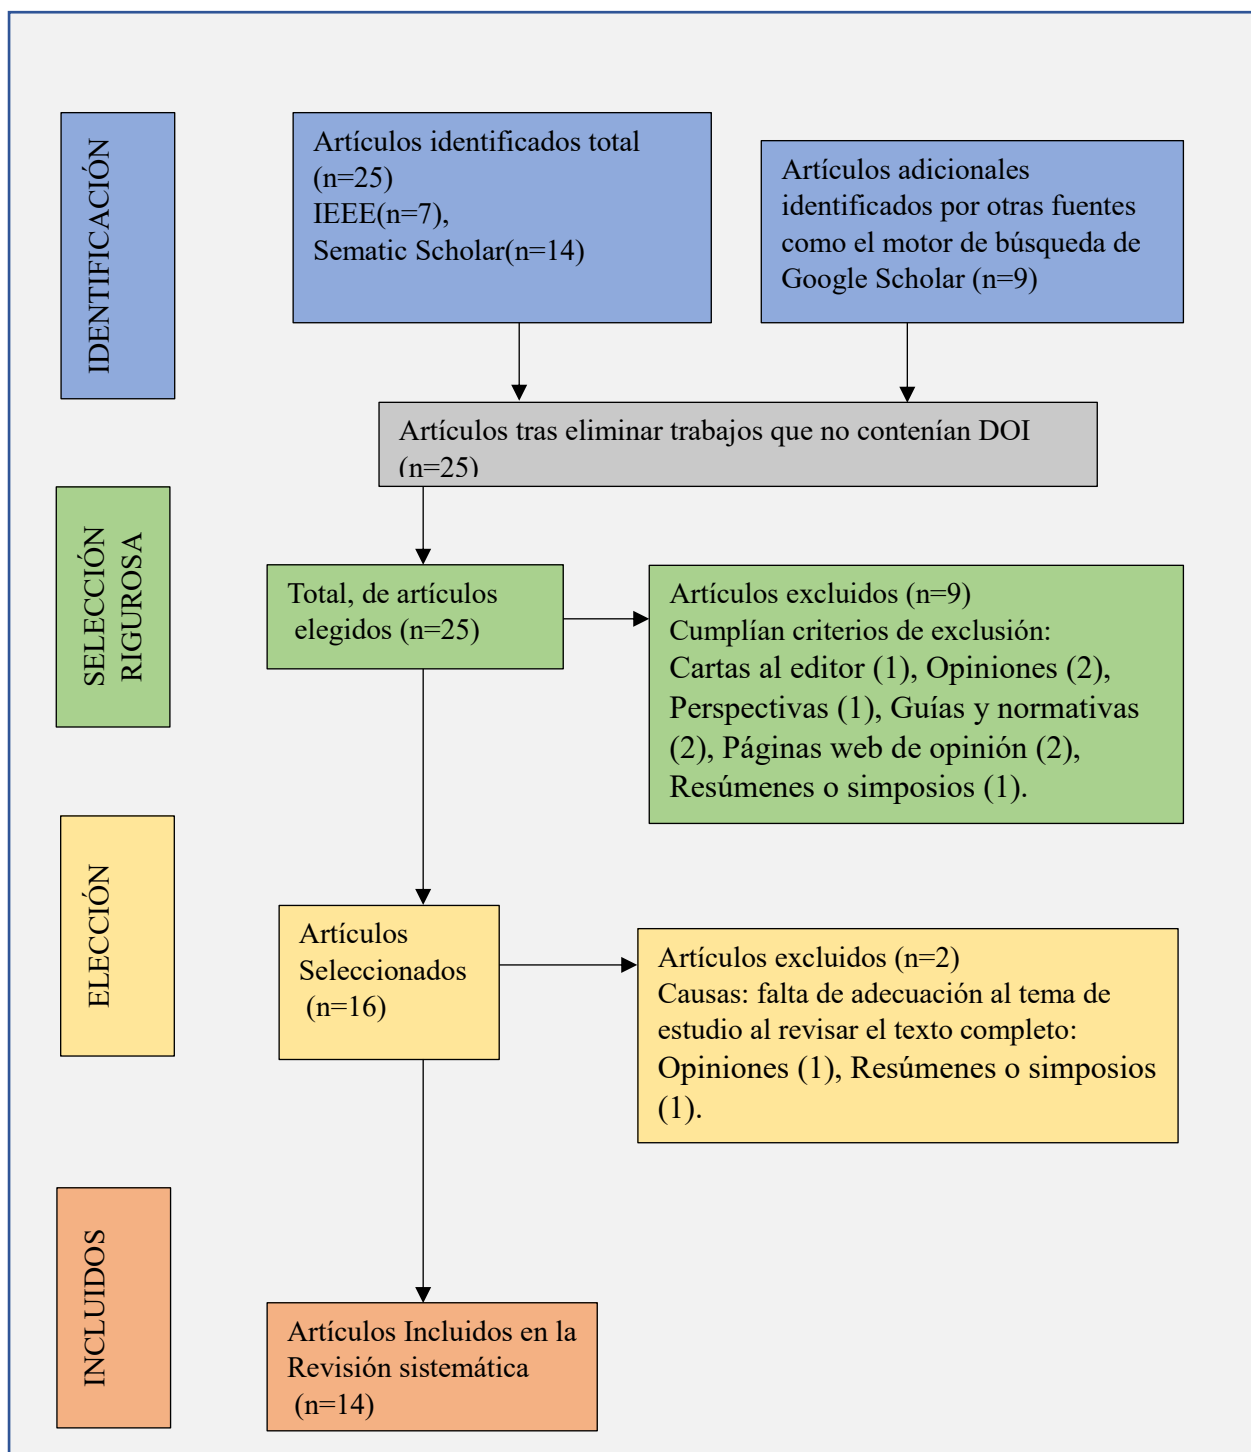 IDENTIFICACIÓN
Artículos identificados total
(n=25)
IEEE(n=7),
Sematic Scholar(n=14)
Artículos adicionales
identificados por otras fuentes
como el motor de búsqueda de
Google Scholar (n=9)
Artículos tras eliminar trabajos que no contenían DOI
(n=25)
SELECCIÓN
RIGUROSA
Total, de artículos
elegidos (n=25)
Artículos excluidos (n=9)
Cumplían criterios de exclusión:
Cartas al editor (1), Opiniones (2),
Perspectivas (1), Guías y normativas
(2), Páginas web de opinión (2),
Resúmenes o simposios (1).
ELECCIÓN
Artículos
Seleccionados
(n=16)
Artículos excluidos (n=2)
Causas: falta de adecuación al tema de
estudio al revisar el texto completo:
Opiniones (1), Resúmenes o simposios
(1).
INCLUIDOS
Artículos Incluidos en la
Revisión sistemática
(n=14)